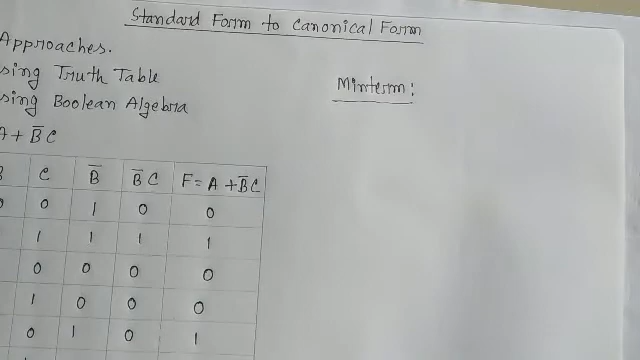 Standard Form to Canonical Form
Approaches.
sing Truth Table
Minterm:
sing Boolean Algebra
A + B̅ C
C B̅ B̅ C F = A + B̅ C
0 0 1 0 0
1 1 1 1
0 0 0 0
1 0 0 0
0 1 0 1